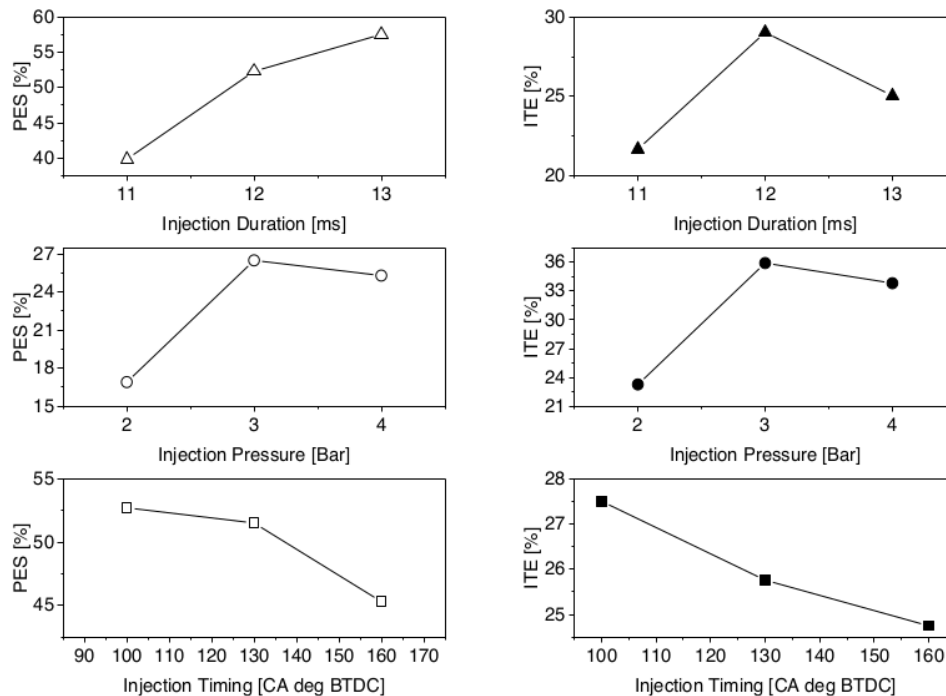 PES [%]
60
55
50
45
40
11 12 13
Injection Duration [ms]
ITE [%]
30
25
20
11 12 13
Injection Duration [ms]
PES [%]
27
24
21
18
15
2 3 4
Injection Pressure [Bar]
ITE [%]
36
33
30
27
24
21
2 3 4
Injection Pressure [Bar]
PES [%]
55
50
45
90 100 110 120 130 140 150 160 170
Injection Timing [CA deg BTDC]
ITE [%]
28
27
26
25
100 110 120 130 140 150 160
Injection Timing [CA deg BTDC]